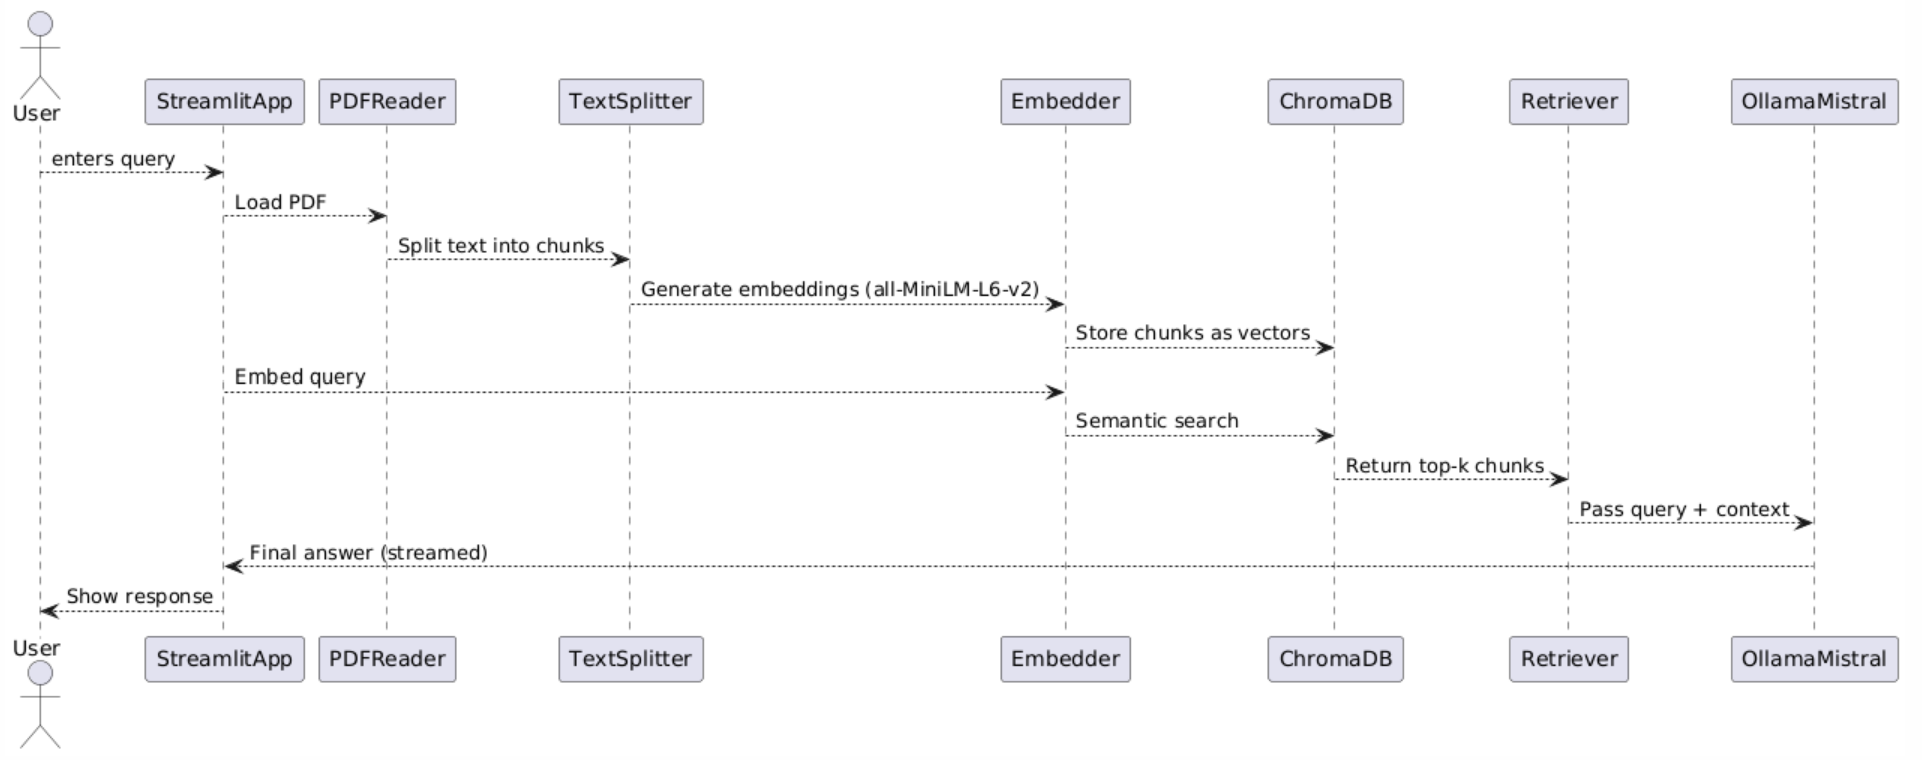 User
StreamlitApp
PDFReader
TextSplitter
Embedder
ChromaDB
Retriever
OllamaMistral
enters query
Load PDF
Split text into chunks
Generate embeddings (all-MiniLM-L6-v2)
Store chunks as vectors
Embed query
Semantic search
Return top-k chunks
Pass query + context
Final answer (streamed)
Show response
User
StreamlitApp
PDFReader
TextSplitter
Embedder
ChromaDB
Retriever
OllamaMistral